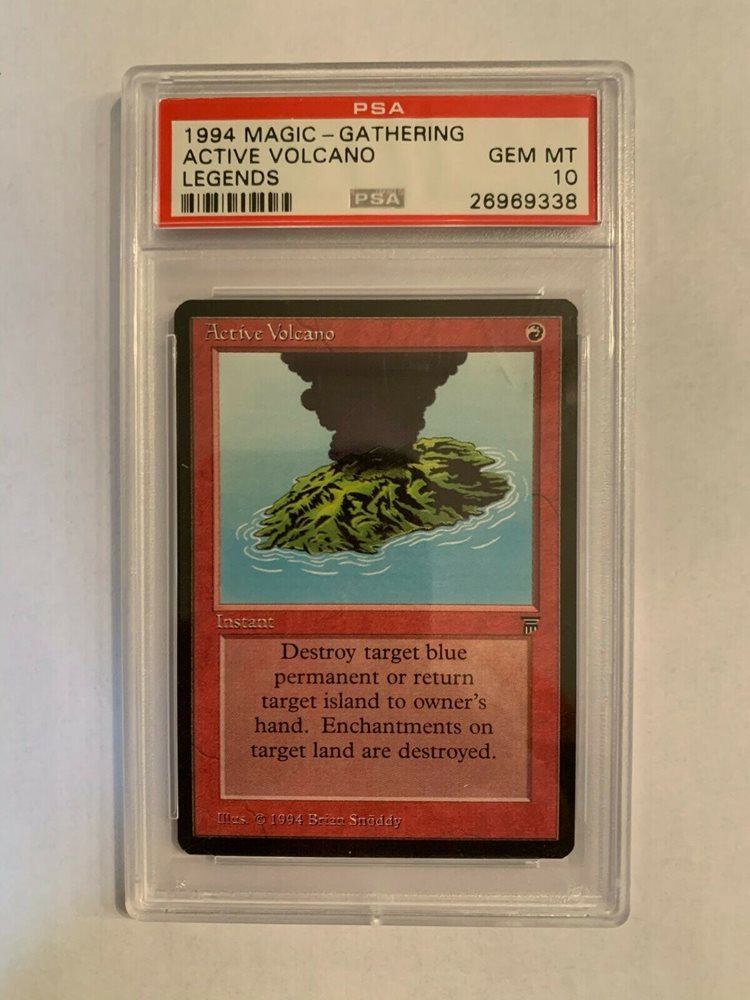 PSA
1994 MAGIC - GATHERING
ACTIVE VOLCANO GEM MT
LEGENDS 10
PSA 26969338
Active Volcano
Instant
Destroy target blue
permanent or return
target island to owner's
hand. Enchantments on
target land are destroyed.
Illus. © 1994 Brian Snöddy